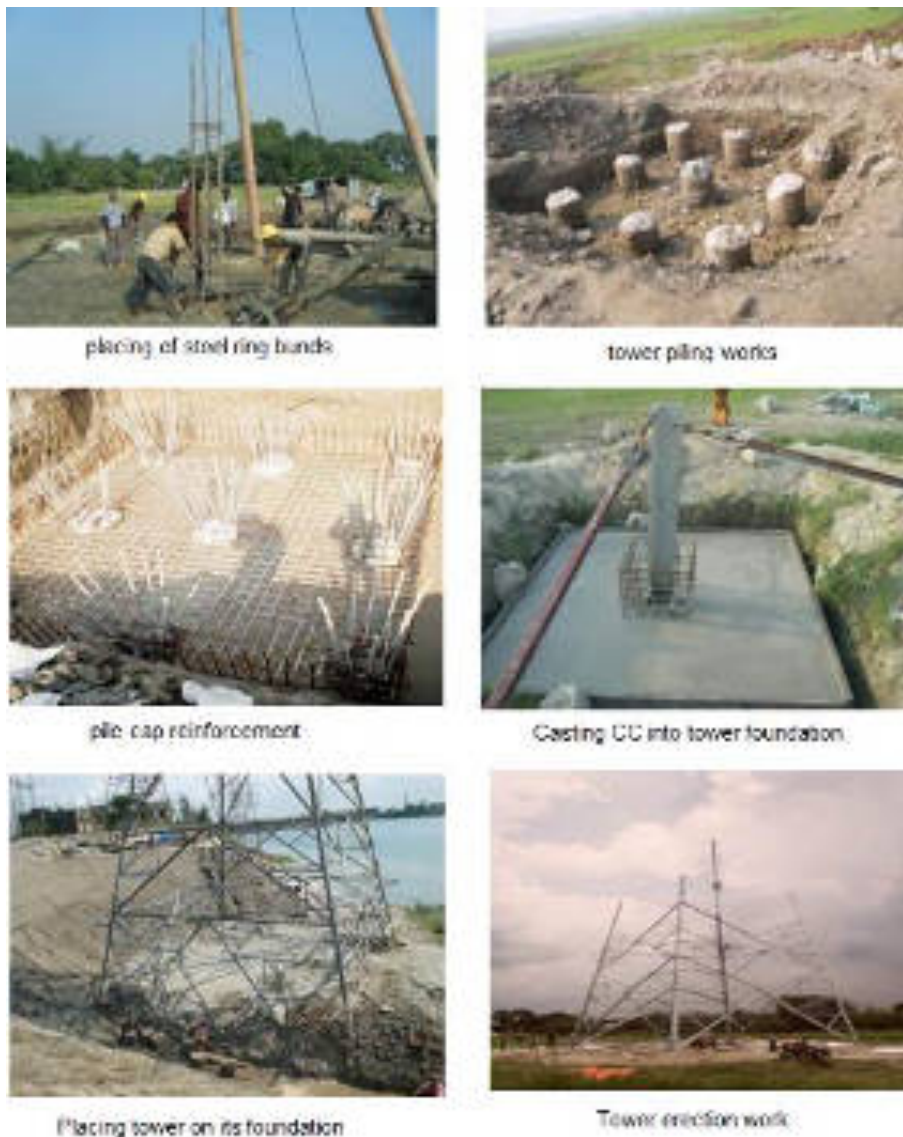 placing of steel ring bunds
tower piling works
pile cap reinforcement
Casting CC into tower foundation
Placing tower on its foundation
Tower erection work